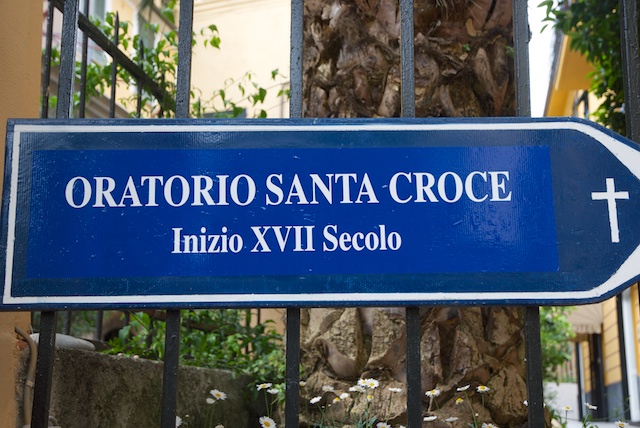 ORATORIO SANTA CROCE
Inizio XVII Secolo